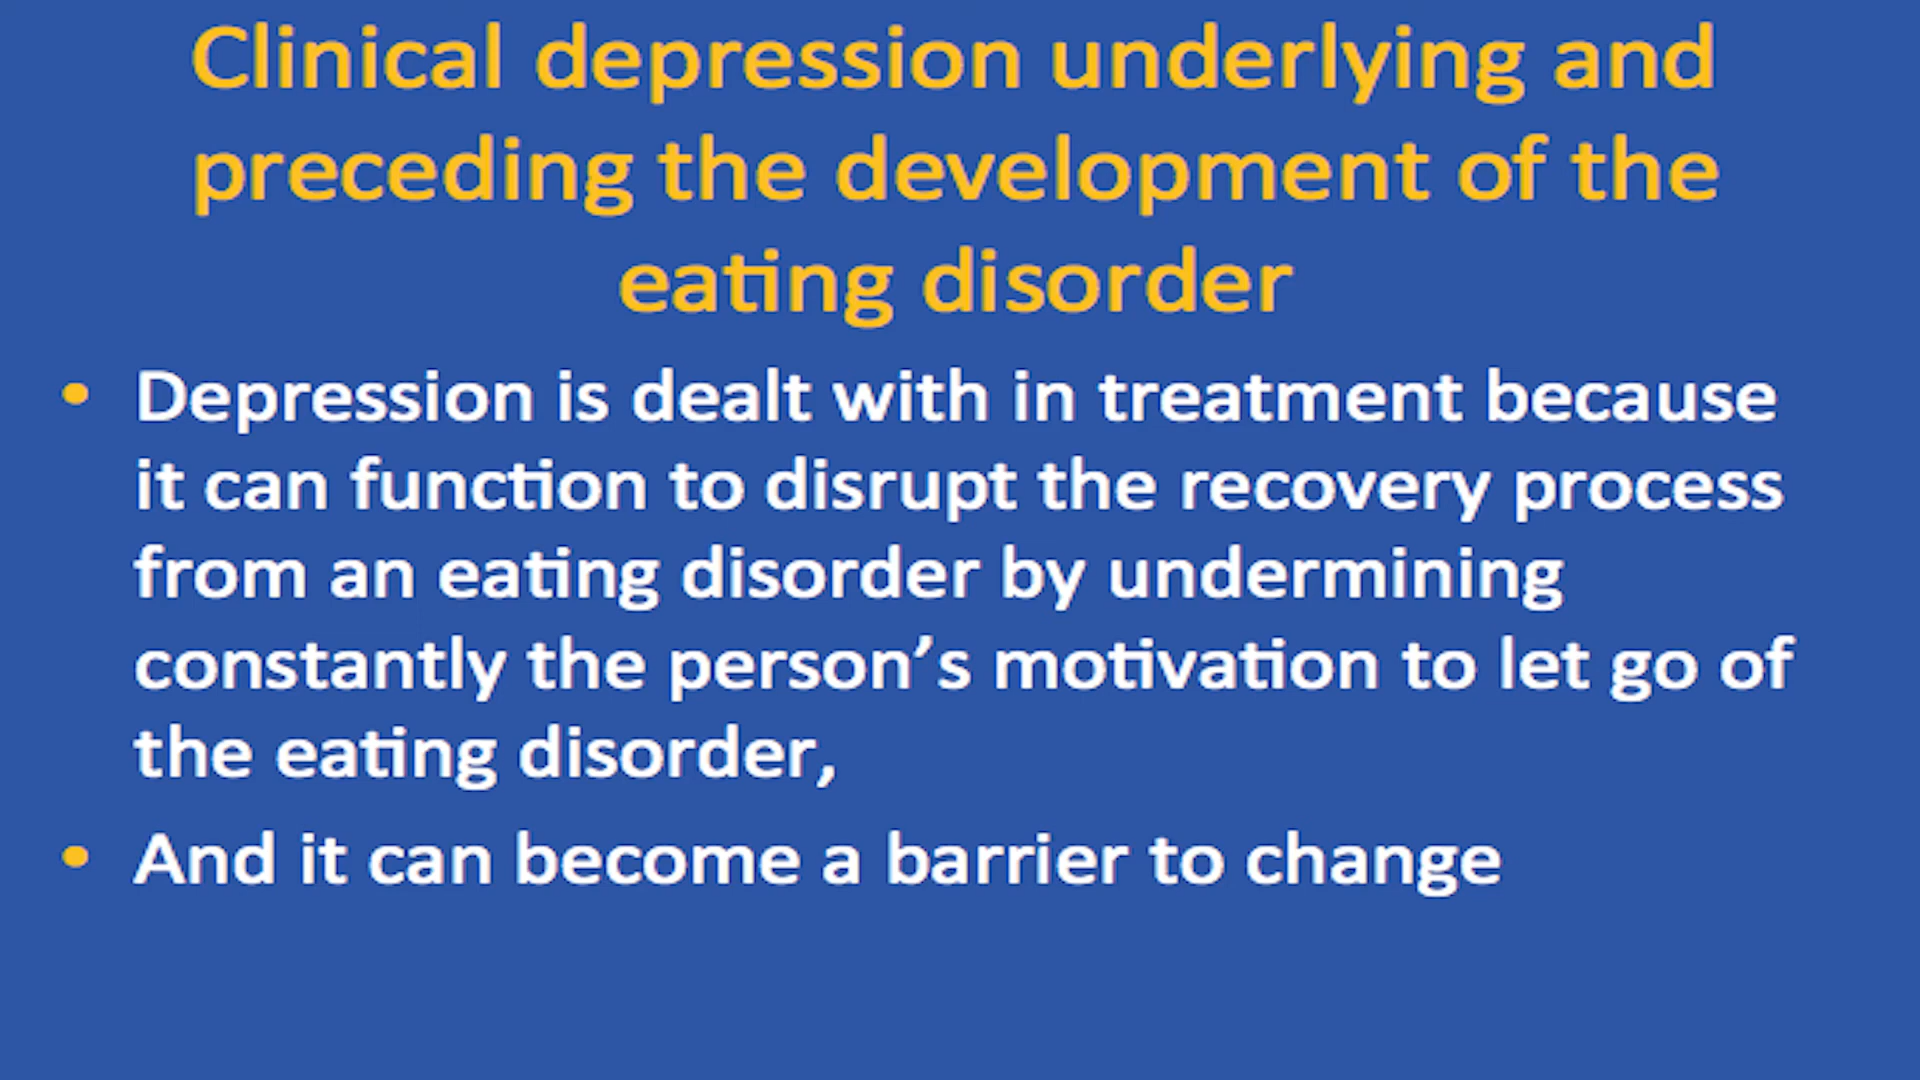 Clinical depression underlying and
preceding the development of the
eating disorder
• Depression is dealt with in treatment because
it can function to disrupt the recovery process
from an eating disorder by undermining
constantly the person’s motivation to let go of
the eating disorder,
• And it can become a barrier to change